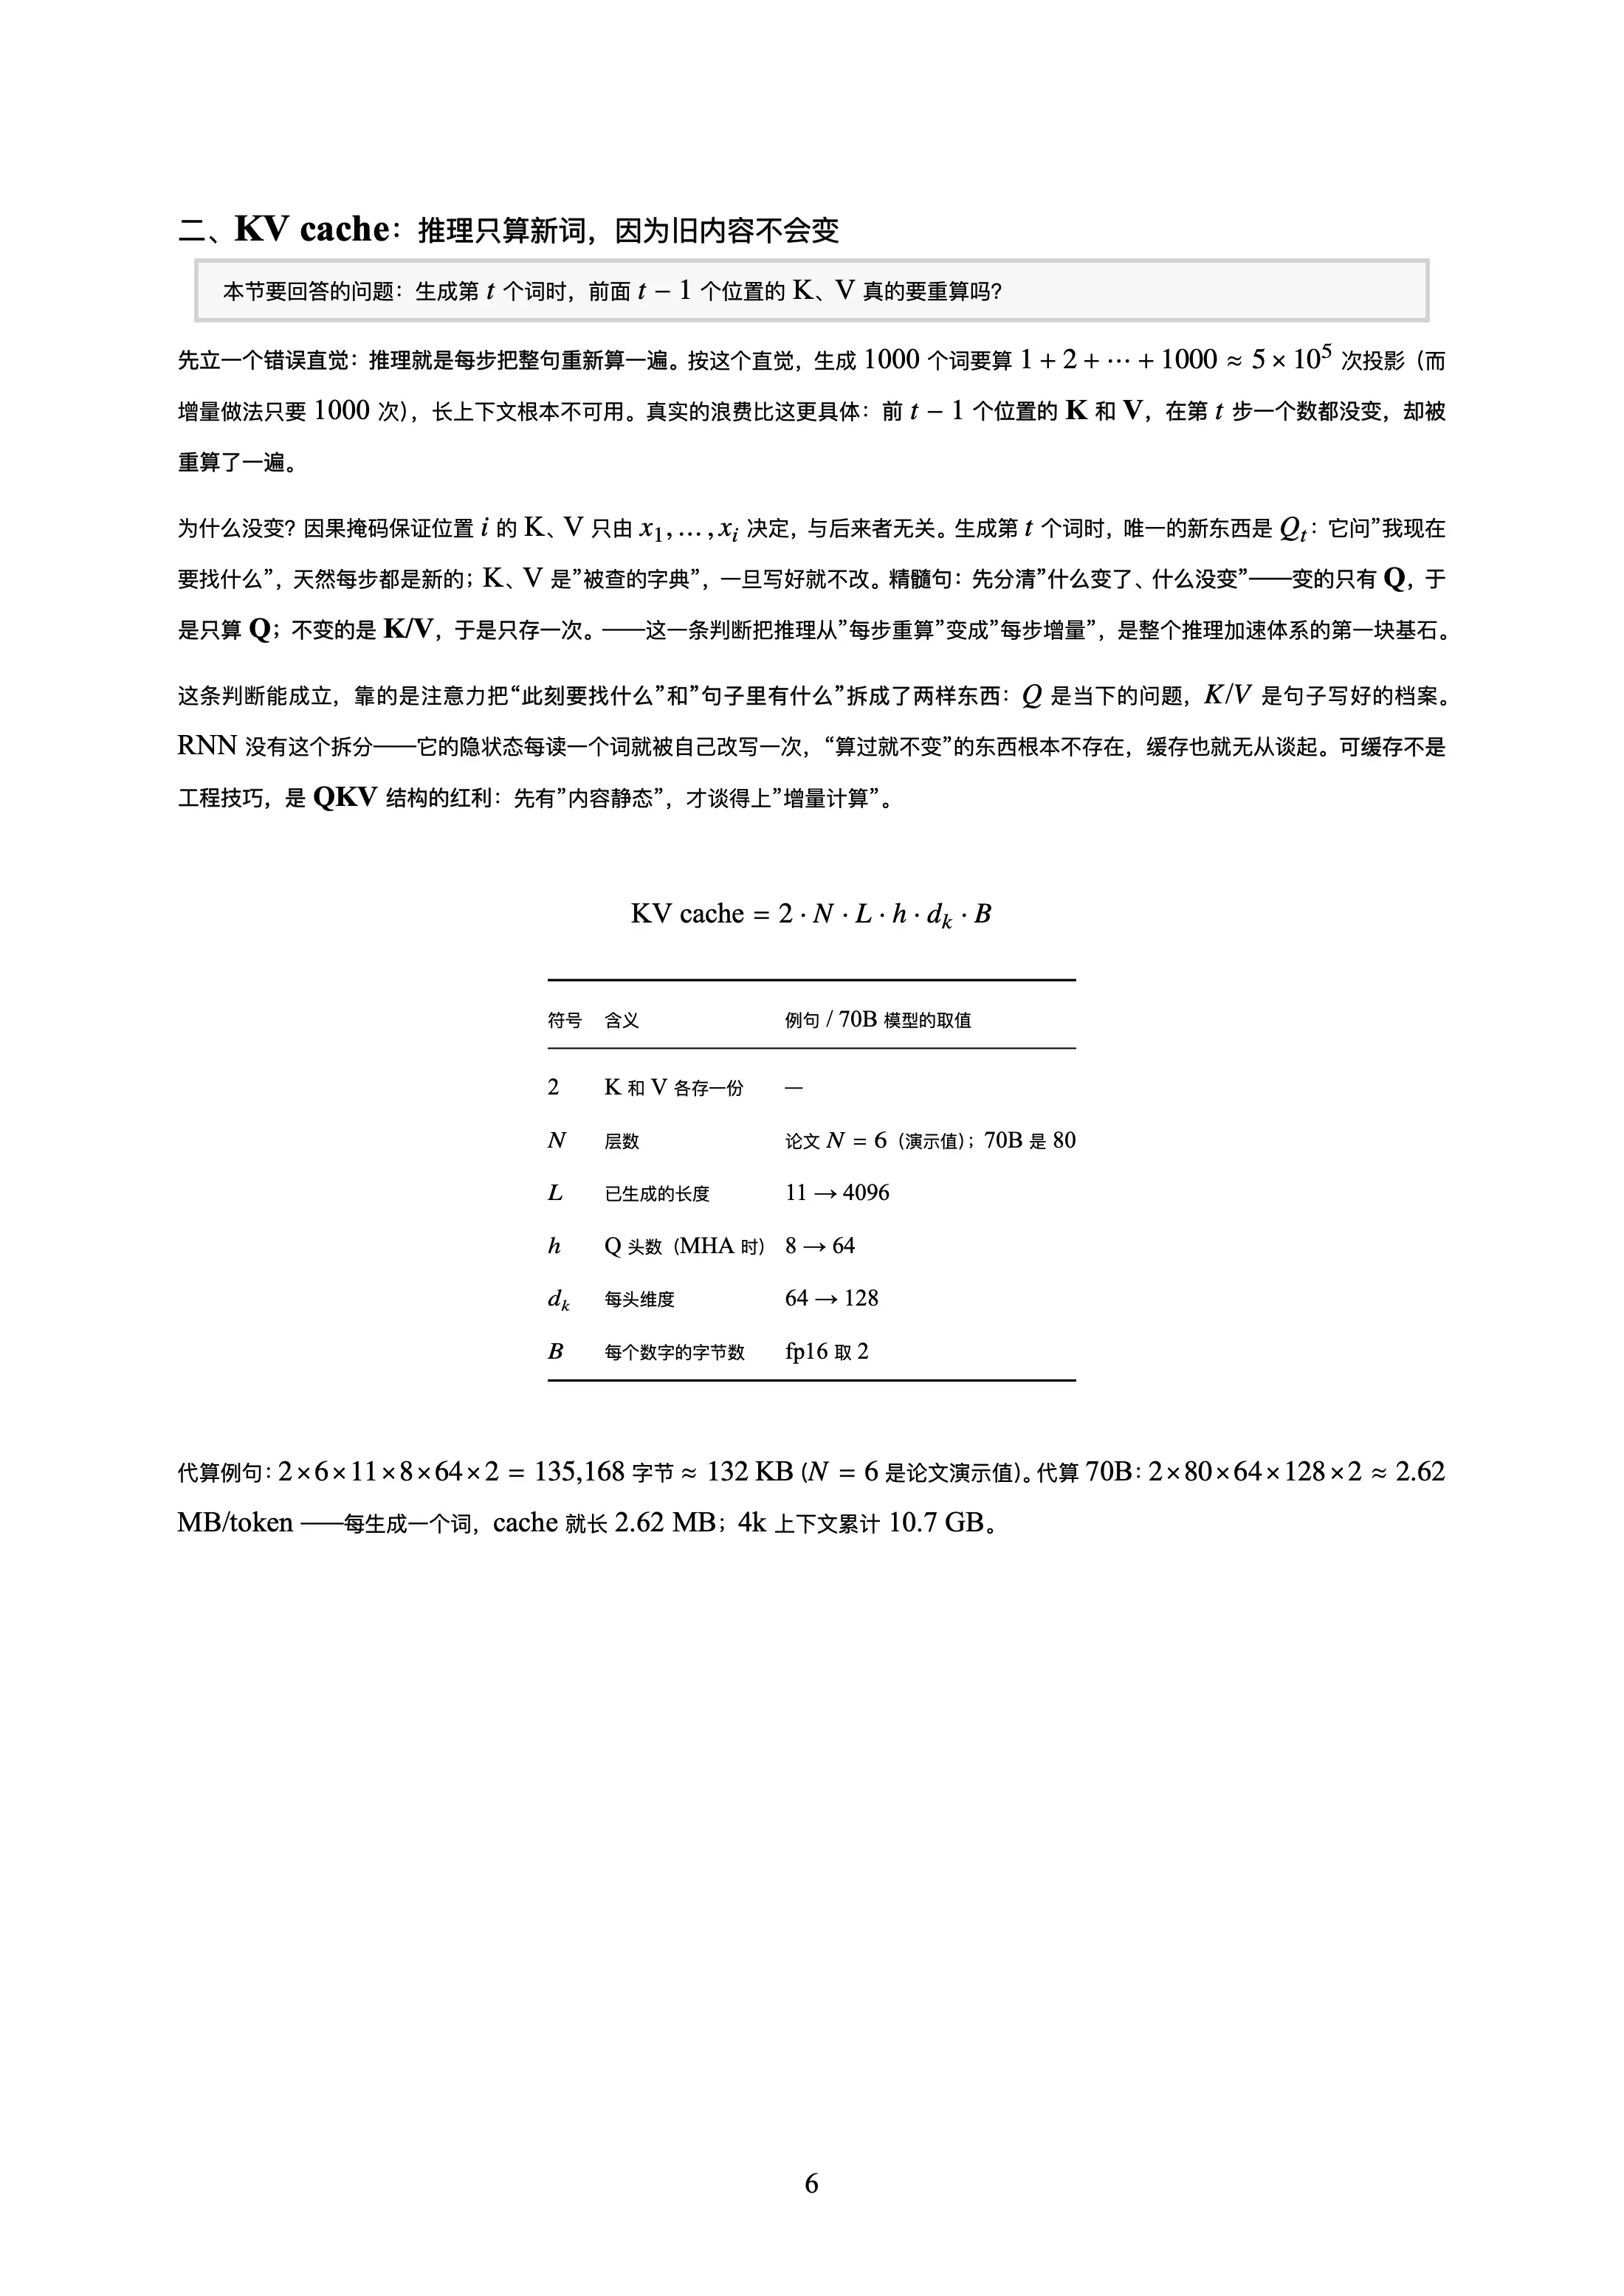 二、KV cache：推理只算新词，因为旧内容不会变
本节要回答的问题：生成第 t 个词时，前面 t − 1 个位置的 K、V 真的要重算吗？
先立一个错误直觉：推理就是每步把整句重新算一遍。按这个直觉，生成 1000 个词要算 1 + 2 + ⋯ + 1000 ≈ 5 × 10⁵ 次投影（而
增量做法只要 1000 次），长上下文根本不可用。真实的浪费比这更具体：前 t − 1 个位置的 K 和 V，在第 t 步一个数都没变，却被
重算了一遍。
为什么没变？因果掩码保证位置 i 的 K、V 只由 x₁, … , xᵢ 决定，与后来者无关。生成第 t 个词时，唯一的新东西是 Qₜ：它问”我现在
要找什么”，天然每步都是新的；K、V 是”被查的字典”，一旦写好就不改。精髓句：先分清”什么变了、什么没变”——变的只有 Q，于
是只算 Q；不变的是 K/V，于是只存一次。——这一条判断把推理从”每步重算”变成”每步增量”，是整个推理加速体系的第一块基石。
这条判断能成立，靠的是注意力把“此刻要找什么”和”句子里有什么”拆成了两样东西：Q 是当下的问题，K/V 是句子写好的档案。
RNN 没有这个拆分——它的隐状态每读一个词就被自己改写一次，“算过就不变”的东西根本不存在，缓存也就无从谈起。可缓存不是
工程技巧，是 QKV 结构的红利：先有”内容静态”，才谈得上”增量计算”。
KV cache = 2 · N · L · h · dₖ · B
符号 含义 例句 / 70B 模型的取值
2 K 和 V 各存一份 —
N 层数 论文 N = 6（演示值）；70B 是 80
L 已生成的长度 11 → 4096
h Q 头数（MHA 时） 8 → 64
dₖ 每头维度 64 → 128
B 每个数字的字节数 fp16 取 2
代算例句：2×6×11×8×64×2 = 135,168 字节 ≈ 132 KB (N = 6 是论文演示值）。代算 70B：2×80×64×128×2 ≈ 2.62
MB/token ——每生成一个词，cache 就长 2.62 MB；4k 上下文累计 10.7 GB。
6